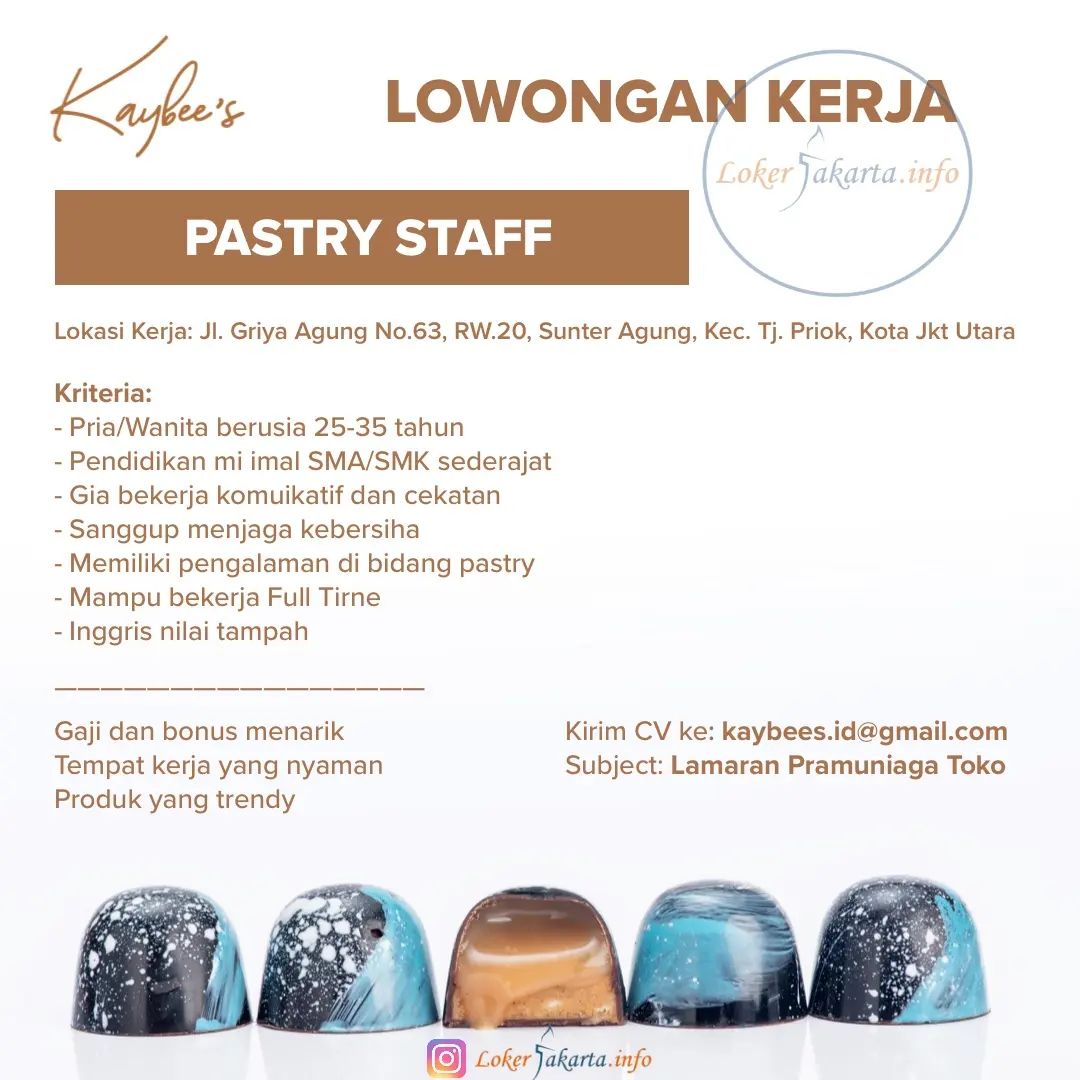 Kaybee's
LOWONGAN KERJA
Loker Jakarta.info
PASTRY STAFF
Lokasi Kerja: Jl. Griya Agung No.63, RW.20, Sunter Agung, Kec. Tj. Priok, Kota Jkt Utara
Kriteria:
- Pria/Wanita berusia 25-35 tahun
- Pendidikan mi imal SMA/SMK sederajat
- Gia bekerja komuikatif dan cekatan
- Sanggup menjaga kebersiha
- Memiliki pengalaman di bidang pastry
- Mampu bekerja Full Tirne
- Inggris nilai tampah
________________
Gaji dan bonus menarik
Tempat kerja yang nyaman
Produk yang trendy
Kirim CV ke: kaybees.id@gmail.com
Subject: Lamaran Pramuniaga Toko
Loker Jakarta.info